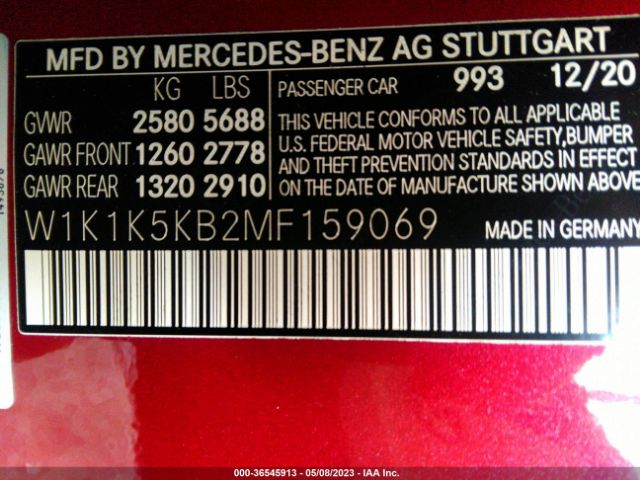 MFD BY MERCEDES-BENZ AG STUTTGART
KG LBS
GVWR 2580 5688
GAWR FRONT 1260 2778
GAWR REAR 1320 2910
PASSENGER CAR 993 12/20
THIS VEHICLE CONFORMS TO ALL APPLICABLE
U.S. FEDERAL MOTOR VEHICLE SAFETY, BUMPER
AND THEFT PREVENTION STANDARDS IN EFFECT
ON THE DATE OF MANUFACTURE SHOWN ABOVE
W1K1K5KB2MF159069 MADE IN GERMANY
000-36545913 - 05/08/2023 - IAA Inc.